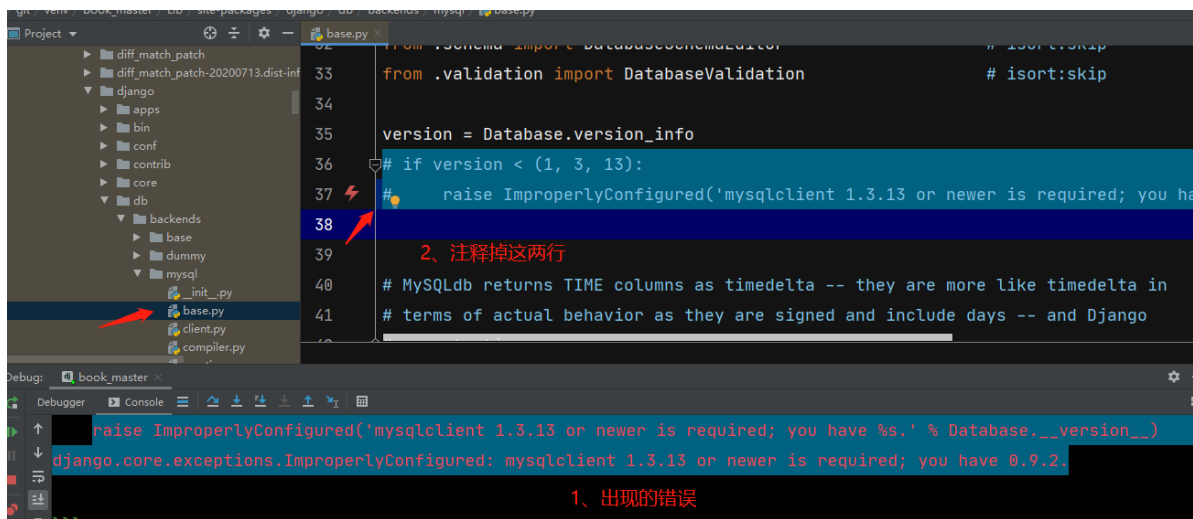 git / venv / book_master / Lib / site-packages / django / db / backends / mysql / base.py
Project
base.py
diff_match_patch
diff_match_patch-20200713.dist-inf
django
apps
bin
conf
contrib
core
db
backends
base
dummy
mysql
__init__.py
base.py
client.py
compiler.py
32 from .schema import DatabaseSchemaEditor # isort:skip
33 from .validation import DatabaseValidation # isort:skip
34
35 version = Database.version_info
36 # if version < (1, 3, 13):
37 #     raise ImproperlyConfigured('mysqlclient 1.3.13 or newer is required; you ha
38
39
2、注释掉这两行
40 # MySQLdb returns TIME columns as timedelta -- they are more like timedelta in
41 # terms of actual behavior as they are signed and include days -- and Django
Debug: book_master
Debugger Console
raise ImproperlyConfigured('mysqlclient 1.3.13 or newer is required; you have %s.' % Database.__version__)
django.core.exceptions.ImproperlyConfigured: mysqlclient 1.3.13 or newer is required; you have 0.9.2.
1、出现的错误
>>>